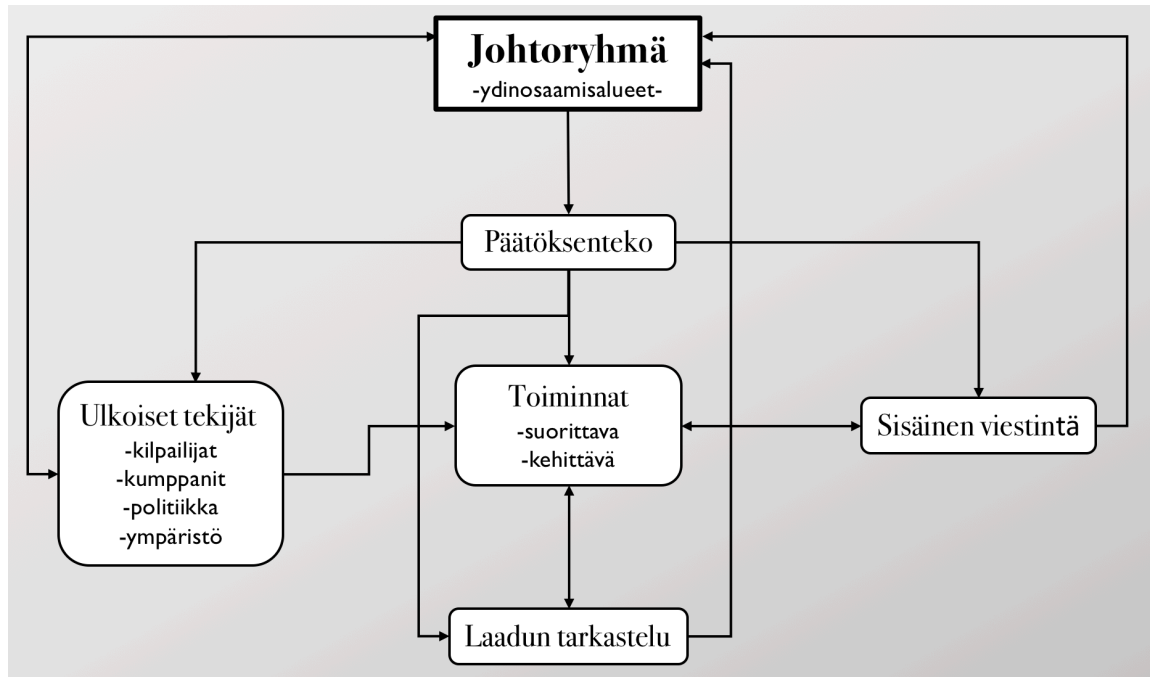 Johtoryhmä
-ydinosaamisalueet-
Päätöksenteko
Ulkoiset tekijät
-kilpailijat
-kumppanit
-politiikka
-ympäristö
Toiminnat
-suorittava
-kehittävä
Sisäinen viestintä
Laadun tarkastelu